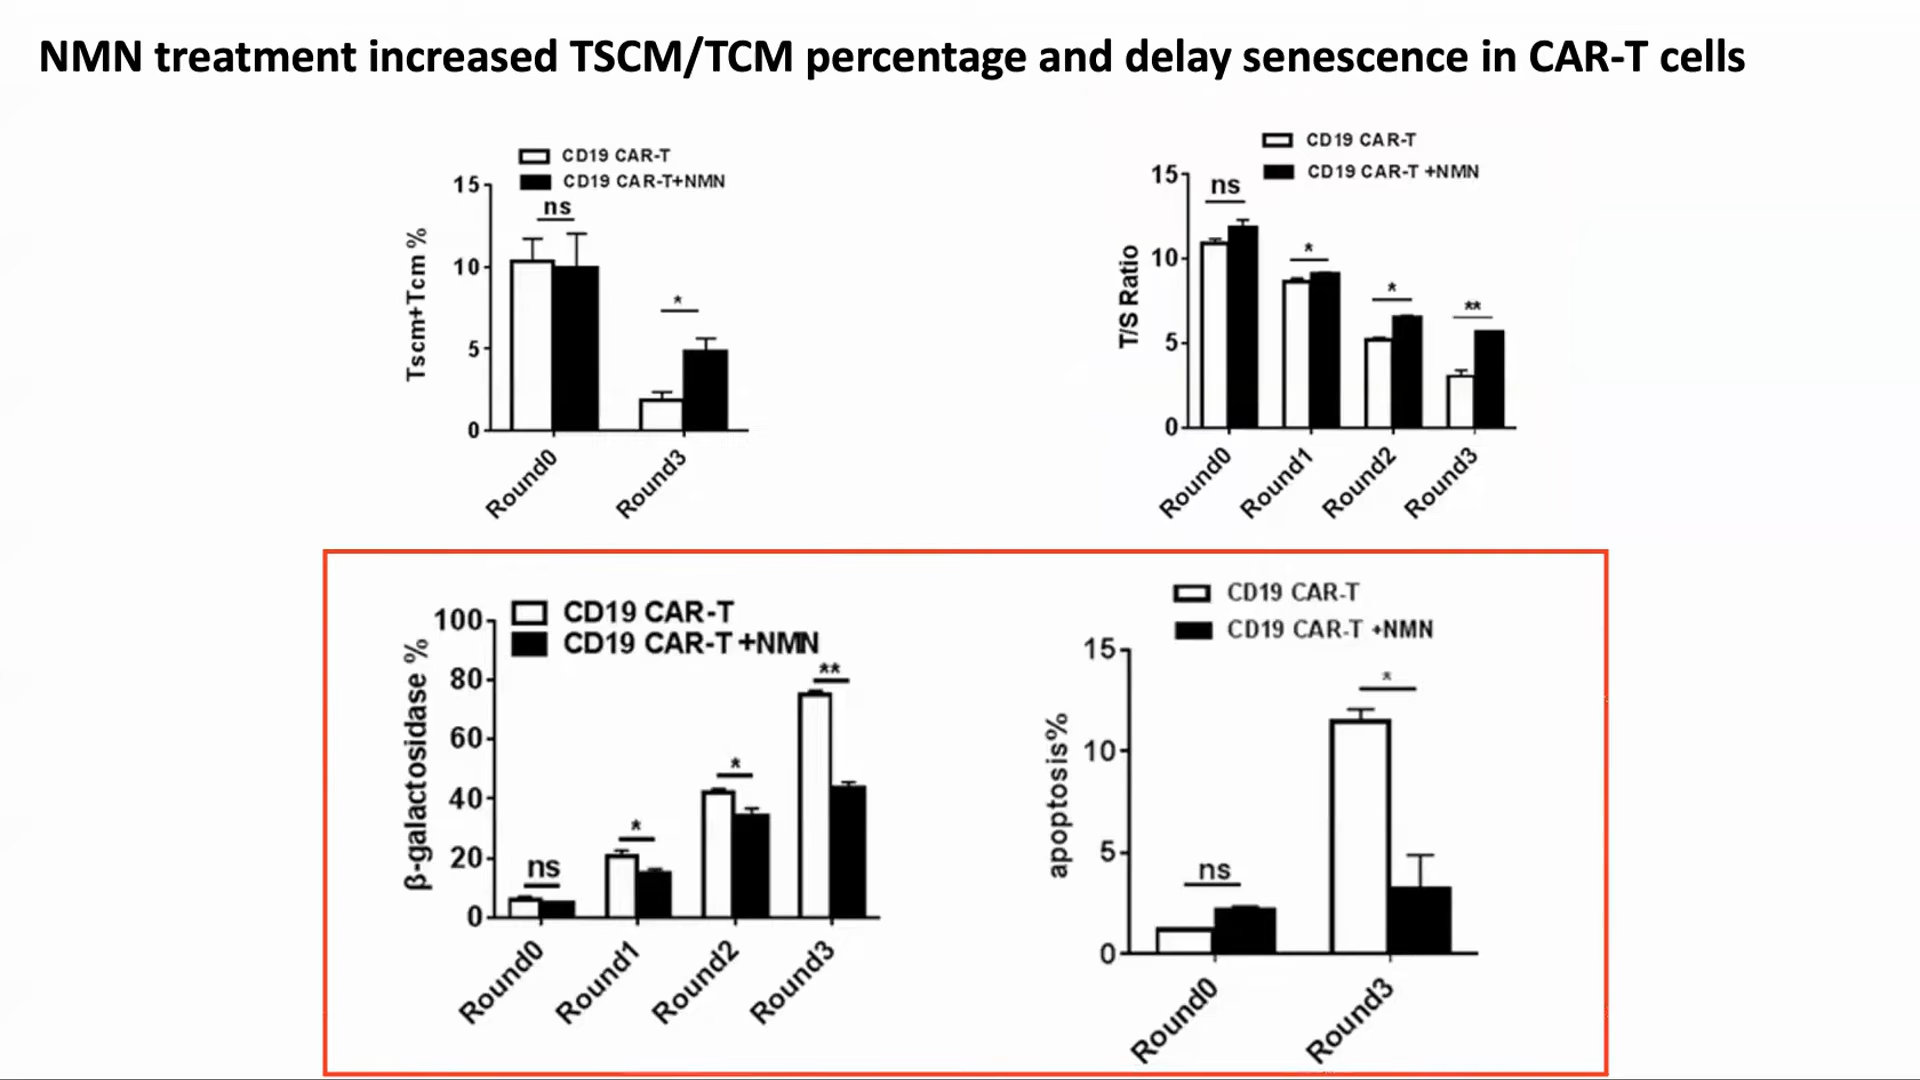 NMN treatment increased TSCM/TCM percentage and delay senescence in CAR-T cells
CD19 CAR-T
CD19 CAR-T+NMN
15
10
5
0
Tscm+Tcm %
ns
*
Round0
Round3
CD19 CAR-T
CD19 CAR-T +NMN
15
10
5
0
T/S Ratio
ns
*
*
**
Round0
Round1
Round2
Round3
CD19 CAR-T
CD19 CAR-T +NMN
100
80
60
40
20
0
β-galactosidase %
ns
*
*
**
Round0
Round1
Round2
Round3
CD19 CAR-T
CD19 CAR-T +NMN
15
10
5
0
apoptosis%
ns
*
Round0
Round3